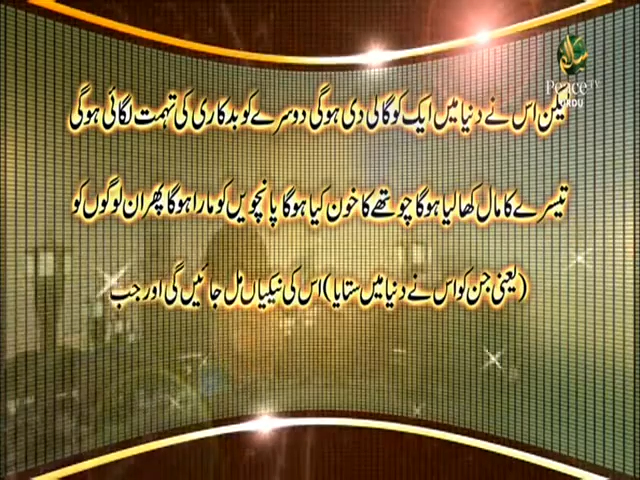 Peace TV
URDU
لیکن اس نے دنیا میں ایک کو گالی دی ہوگی دوسرے کو بدکاری کی تہمت لگائی ہوگی
تیسرے کا مال کھا لیا ہوگا چوتھے کا خون کیا ہوگا پانچویں کو مارا ہوگا پھر ان لوگوں کو
(یعنی جن کو اس نے دنیا میں ستایا) اس کی نیکیاں مل جائیں گی اور جب